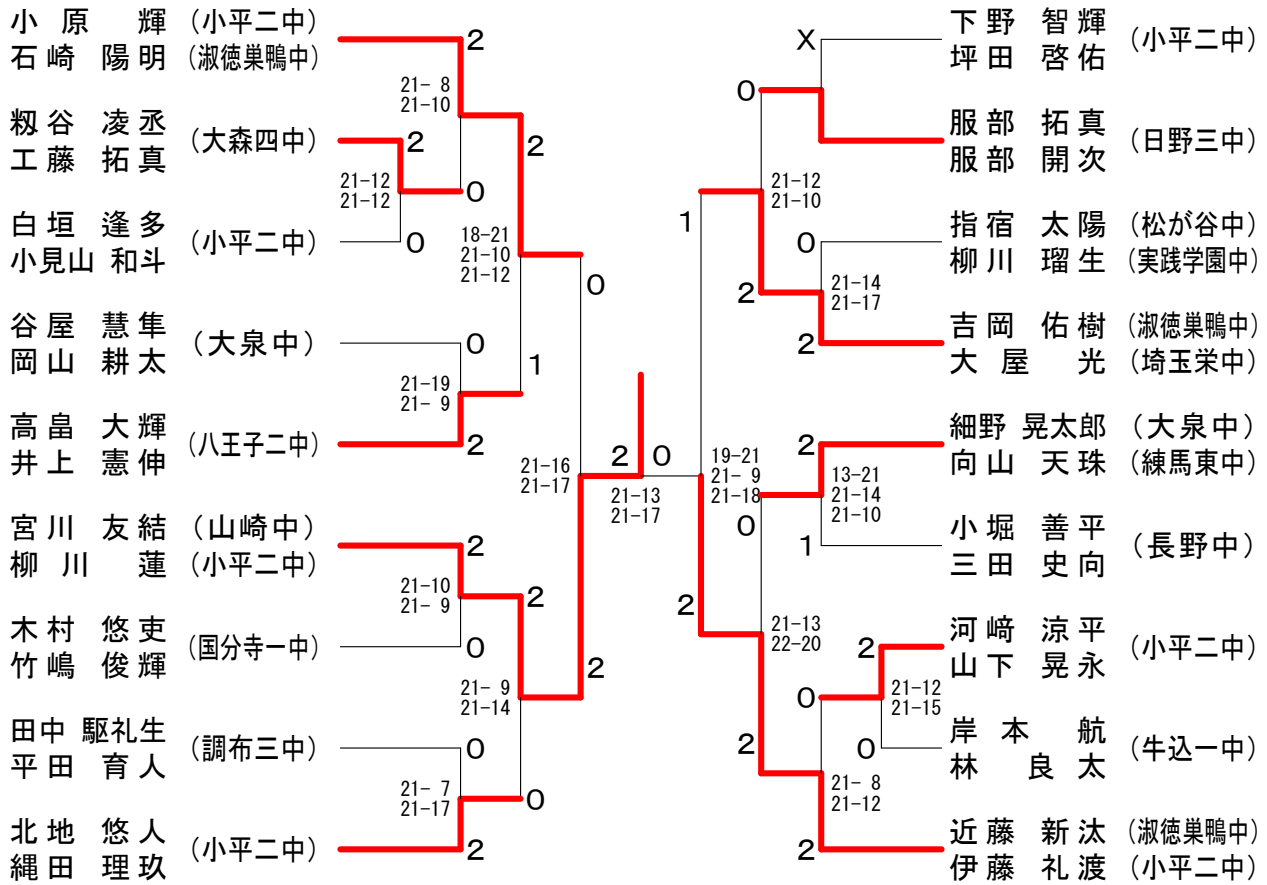 小原 輝 (小平二中)
石崎 陽明 (淑徳巣鴨中)
2
21- 8
21-10
籾谷 凌丞
工藤 拓真
(大森四中)
2
21-12
21-12
0
2
白垣 逢多
小見山 和斗
(小平二中)
0
18-21
21-10
21-12
0
谷屋 慧隼
岡山 耕太
(大泉中)
0
21-19
21- 9
1
高畠 大輝
井上 憲伸
(八王子二中)
2
21-16
21-17
宮川 友結 (山崎中)
柳川 蓮 (小平二中)
2
21-10
21- 9
2
木村 悠吏
竹嶋 俊輝
(国分寺一中)
0
21- 9
21-14
2
田中 駆礼生
平田 育人
(調布三中)
0
21- 7
21-17
0
北地 悠人
縄田 理玖
(小平二中)
2
2 0
21-13
21-17
下野 智輝
坪田 啓佑
(小平二中)
X
0
服部 拓真
服部 開次
(日野三中)
21-12
21-10
1
指宿 太陽 (松が谷中)
柳川 瑠生 (実践学園中)
0
21-14
21-17
2
吉岡 佑樹 (淑徳巣鴨中)
大屋 光 (埼玉栄中)
2
細野 晃太郎 (大泉中)
向山 天珠 (練馬東中)
2
19-21
21- 9
21-18
13-21
21-14
21-10
0
小堀 善平
三田 史向
(長野中)
1
2
21-13
22-20
河﨑 涼平
山下 晃永
(小平二中)
2
21-12
21-15
0
岸本 航
林 良太
(牛込一中)
0
2
21- 8
21-12
近藤 新汰 (淑徳巣鴨中)
伊藤 礼渡 (小平二中)
2